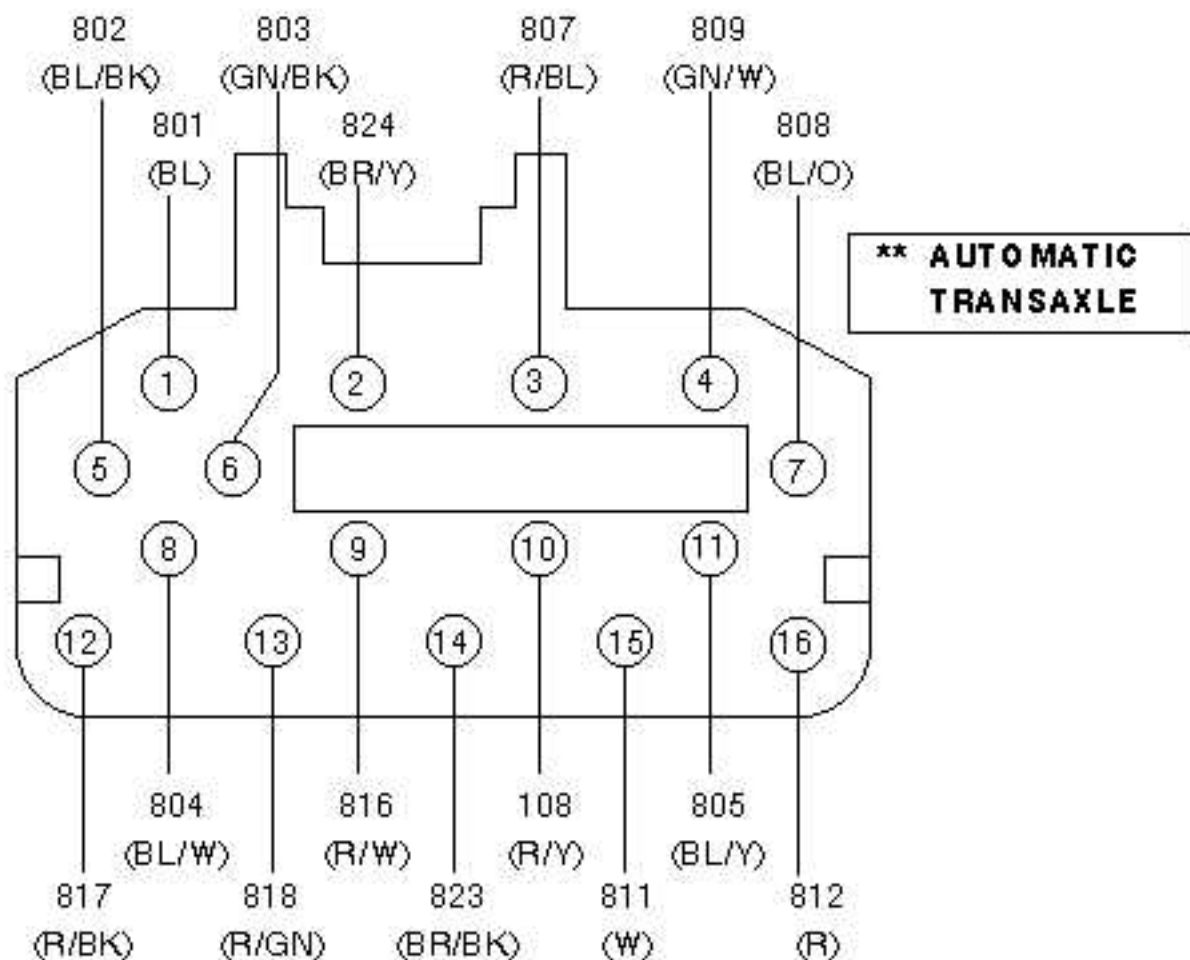 802 803 807 809
(BL/BK) (GN/BK) (R/BL) (GN/W)
801 824 808
(BL) (BR/Y) (BL/O)
** AUTOMATIC
TRANSAXLE
1 2 3 4
5 6 7
8 9 10 11
12 13 14 15 16
804 816 108 805
(BL/W) (R/W) (R/Y) (BL/Y)
817 818 823 811 812
(R/BK) (R/GN) (BR/BK) (W) (R)